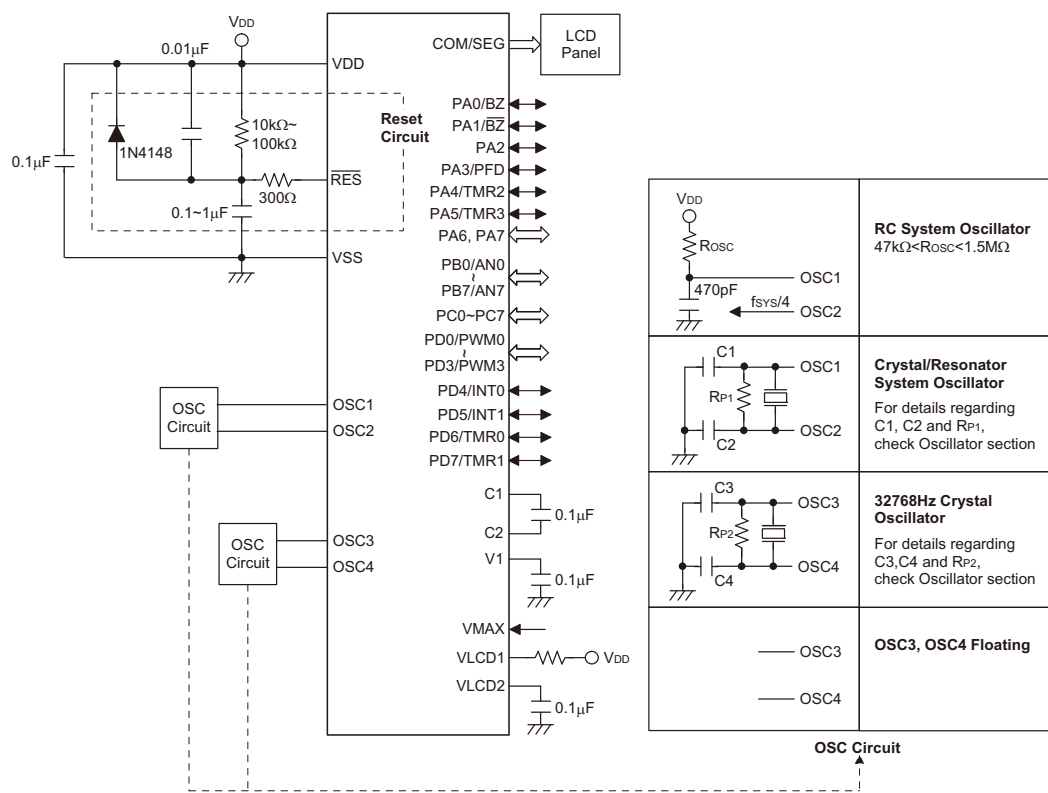 VDD
0.01μF
VDD
Reset
Circuit
10kΩ~
100kΩ
1N4148
0.1μF
RES
300Ω
0.1~1μF
VSS
OSC
Circuit
OSC1
OSC2
OSC
Circuit
OSC3
OSC4
COM/SEG
LCD
Panel
PA0/BZ
PA1/BZ
PA2
PA3/PFD
PA4/TMR2
PA5/TMR3
PA6, PA7
PB0/AN0
~
PB7/AN7
PC0~PC7
PD0/PWM0
~
PD3/PWM3
PD4/INT0
PD5/INT1
PD6/TMR0
PD7/TMR1
C1
0.1μF
C2
V1
0.1μF
VMAX
VLCD1
VDD
VLCD2
0.1μF
VDD
ROSC
OSC1
470pF
fSYS/4
OSC2
RC System Oscillator
47kΩ<ROSC<1.5MΩ
C1
OSC1
RP1
OSC2
C2
Crystal/Resonator
System Oscillator
For details regarding
C1, C2 and RP1,
check Oscillator section
C3
OSC3
RP2
OSC4
C4
32768Hz Crystal
Oscillator
For details regarding
C3,C4 and RP2,
check Oscillator section
OSC3
OSC4
OSC3, OSC4 Floating
OSC Circuit